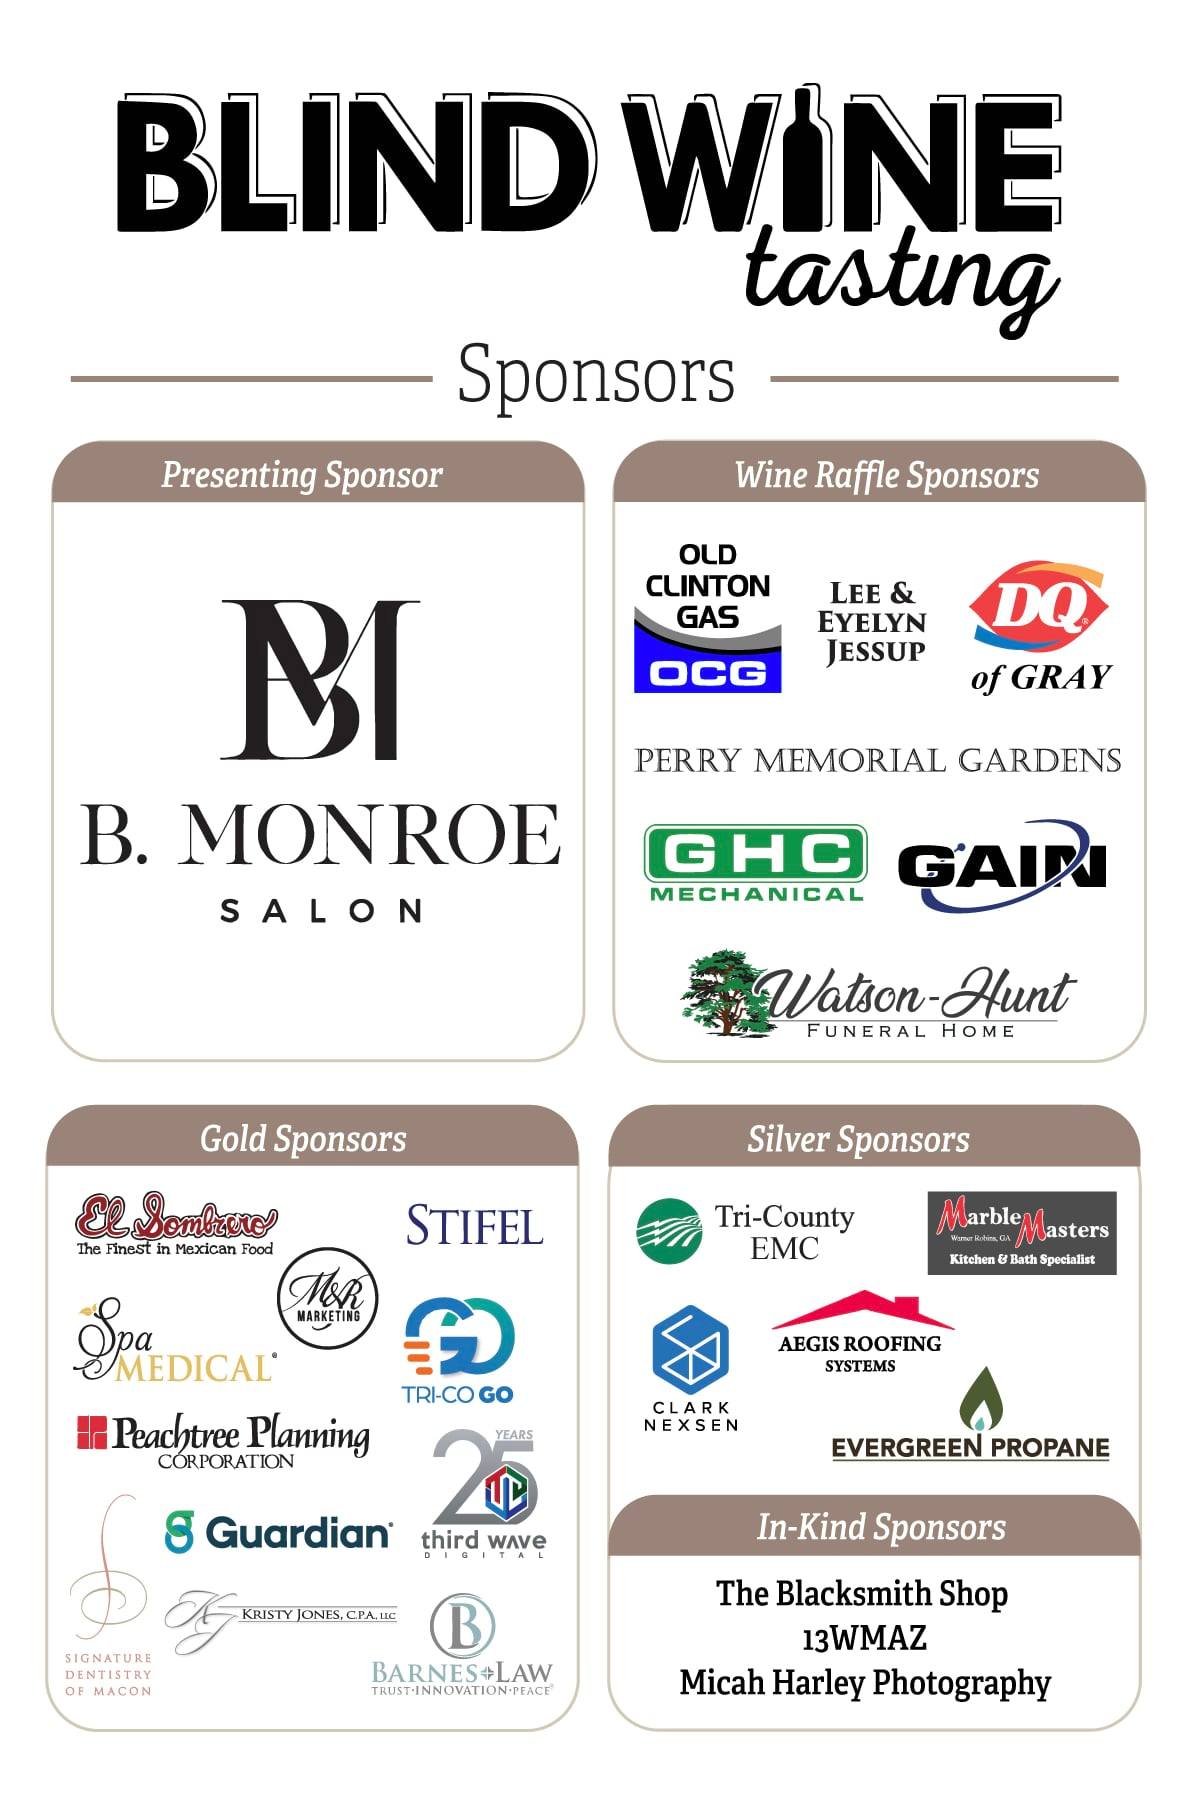 BLIND WINE
tasting
Sponsors
Presenting Sponsor
BM
B. MONROE
SALON
Wine Raffle Sponsors
OLD
CLINTON
GAS
OCG
LEE &
EYELYN
JESSUP
DQ®
of GRAY
PERRY MEMORIAL GARDENS
GHC
MECHANICAL
GAIN
Watson-Hunt
FUNERAL HOME
Gold Sponsors
El Sombrero
The Finest in Mexican Food
STIFEL
M&R
MARKETING
Spa
MEDICAL®
GO
TRI-CO GO
Peachtree Planning
CORPORATION
25 YEARS
third wave
DIGITAL
Guardian®
SIGNATURE
DENTISTRY
OF MACON
KJ KRISTY JONES, C.P.A, LLC
B
BARNES+LAW
TRUST·INNOVATION·PEACE®
Silver Sponsors
Tri-County
EMC
Marble Masters
Warner Robins, GA
Kitchen & Bath Specialist
CLARK
NEXSEN
AEGIS ROOFING
SYSTEMS
EVERGREEN PROPANE
In-Kind Sponsors
The Blacksmith Shop
13WMAZ
Micah Harley Photography